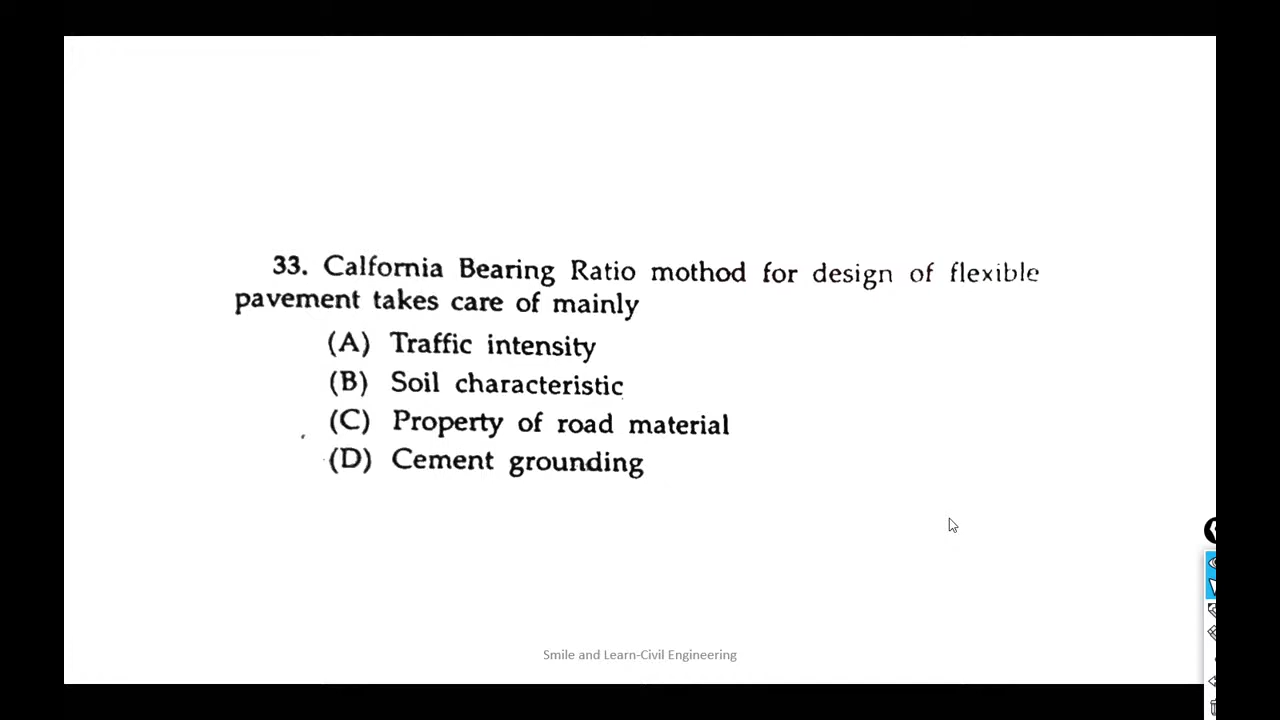 33. Calfornia Bearing Ratio mothod for design of flexible
pavement takes care of mainly
(A) Traffic intensity
(B) Soil characteristic
(C) Property of road material
(D) Cement grounding
Smile and Learn-Civil Engineering